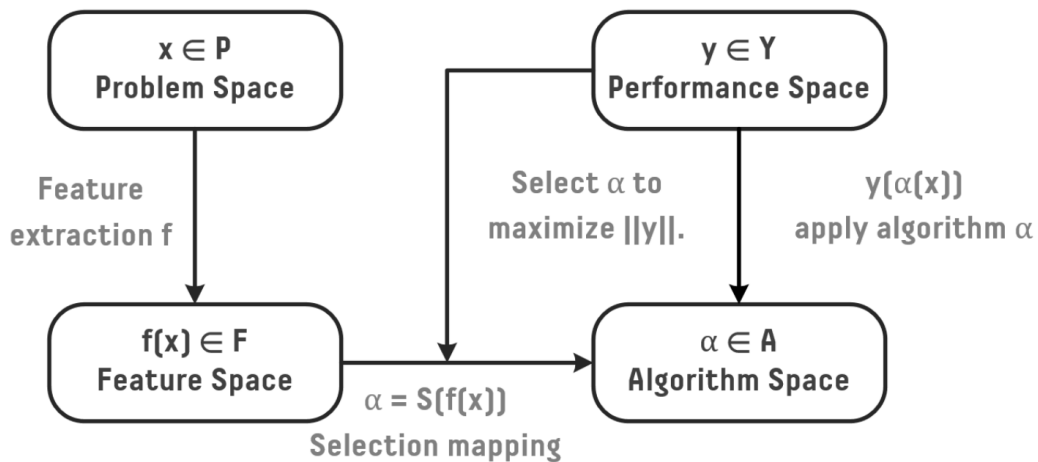 x ∈ P
Problem Space
y ∈ Y
Performance Space
Feature
extraction f
Select α to
maximize ||y||.
y(α(x))
apply algorithm α
f(x) ∈ F
Feature Space
α = S(f(x))
Selection mapping
α ∈ A
Algorithm Space